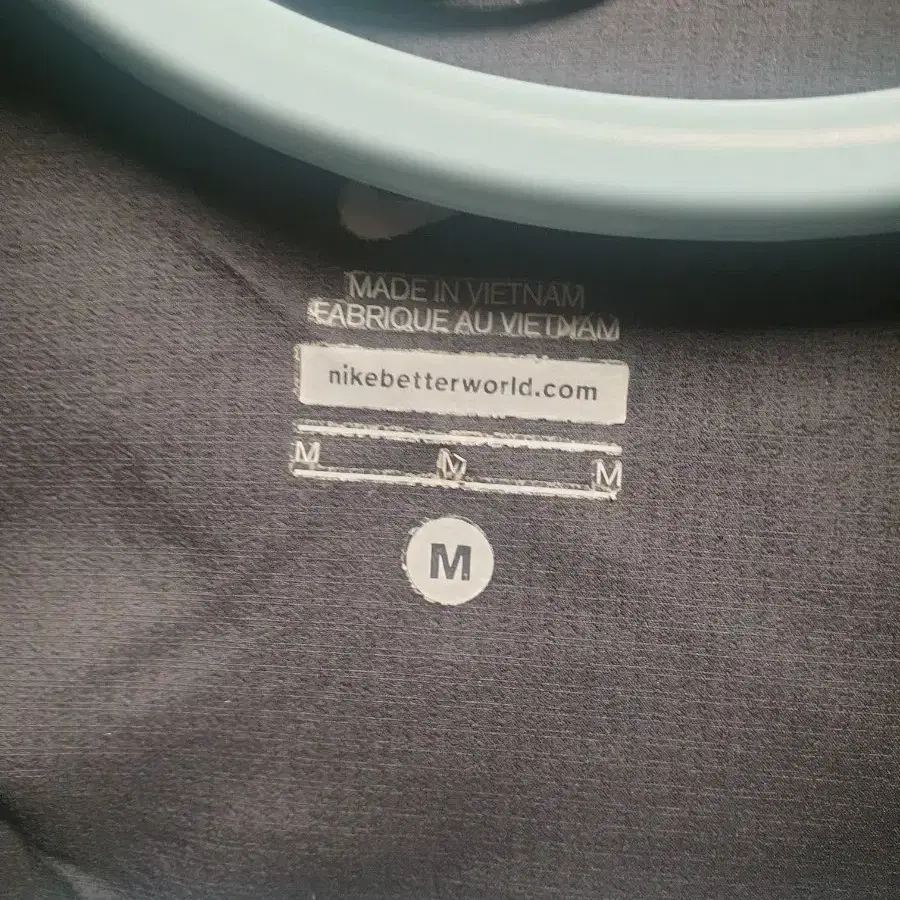 MADE IN VIETNAM
FABRIQUE AU VIETNAM
nikebetterworld.com
M M M
M